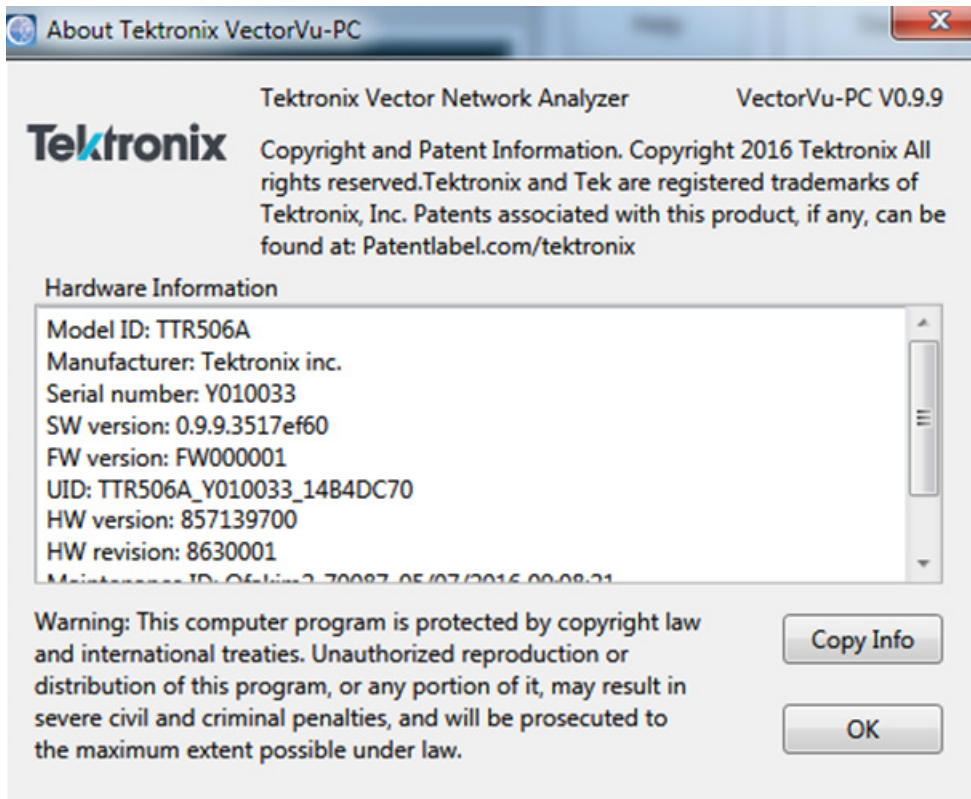 About Tektronix VectorVu-PC
Tektronix Vector Network Analyzer VectorVu-PC V0.9.9
Tektronix
Copyright and Patent Information. Copyright 2016 Tektronix All
rights reserved.Tektronix and Tek are registered trademarks of
Tektronix, Inc. Patents associated with this product, if any, can be
found at: Patentlabel.com/tektronix
Hardware Information
Model ID: TTR506A
Manufacturer: Tektronix inc.
Serial number: Y010033
SW version: 0.9.9.3517ef60
FW version: FW000001
UID: TTR506A_Y010033_14B4DC70
HW version: 857139700
HW revision: 8630001
Maintenance ID:
Warning: This computer program is protected by copyright law
and international treaties. Unauthorized reproduction or
distribution of this program, or any portion of it, may result in
severe civil and criminal penalties, and will be prosecuted to
the maximum extent possible under law.
Copy Info
OK